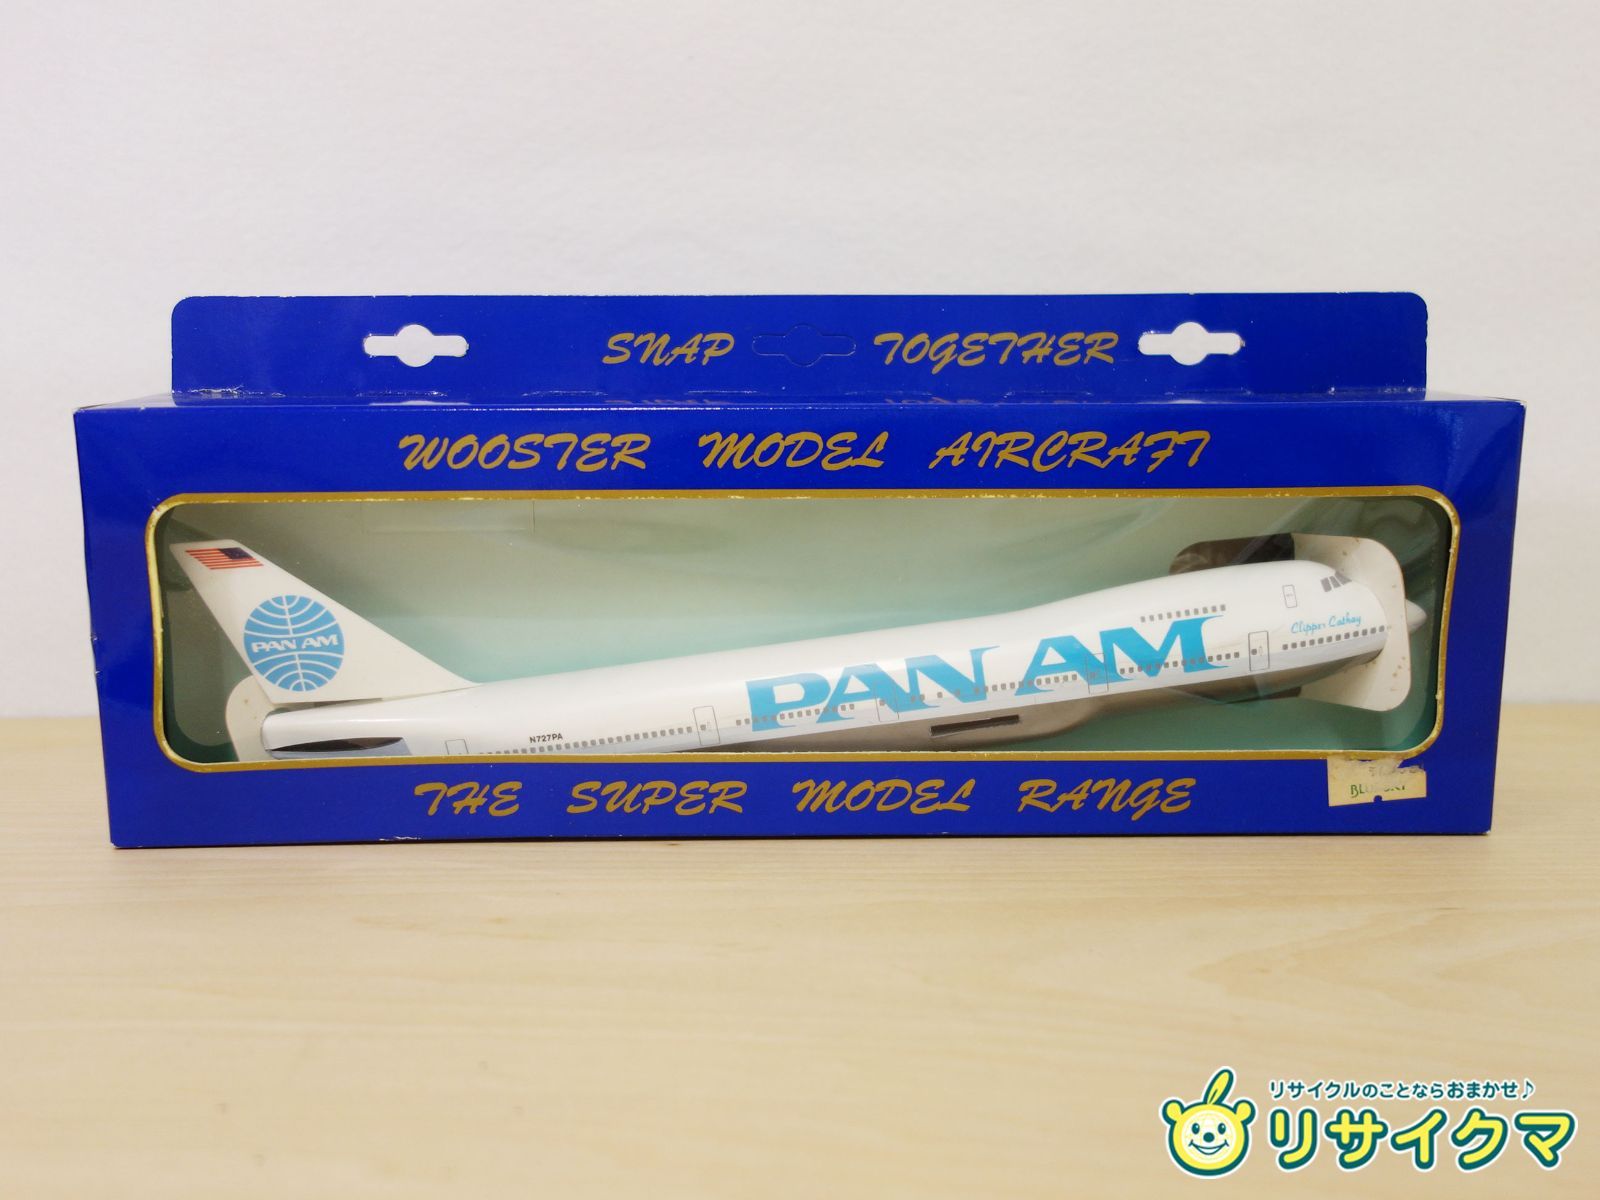 SNAP TOGETHER
WOOSTER MODEL AIRCRAFT
PAN AM
Clipper Cathay
PAN AM
N727PA
THE SUPER MODEL RANGE
リサイクルのことならおまかせ♪
リサイクマ